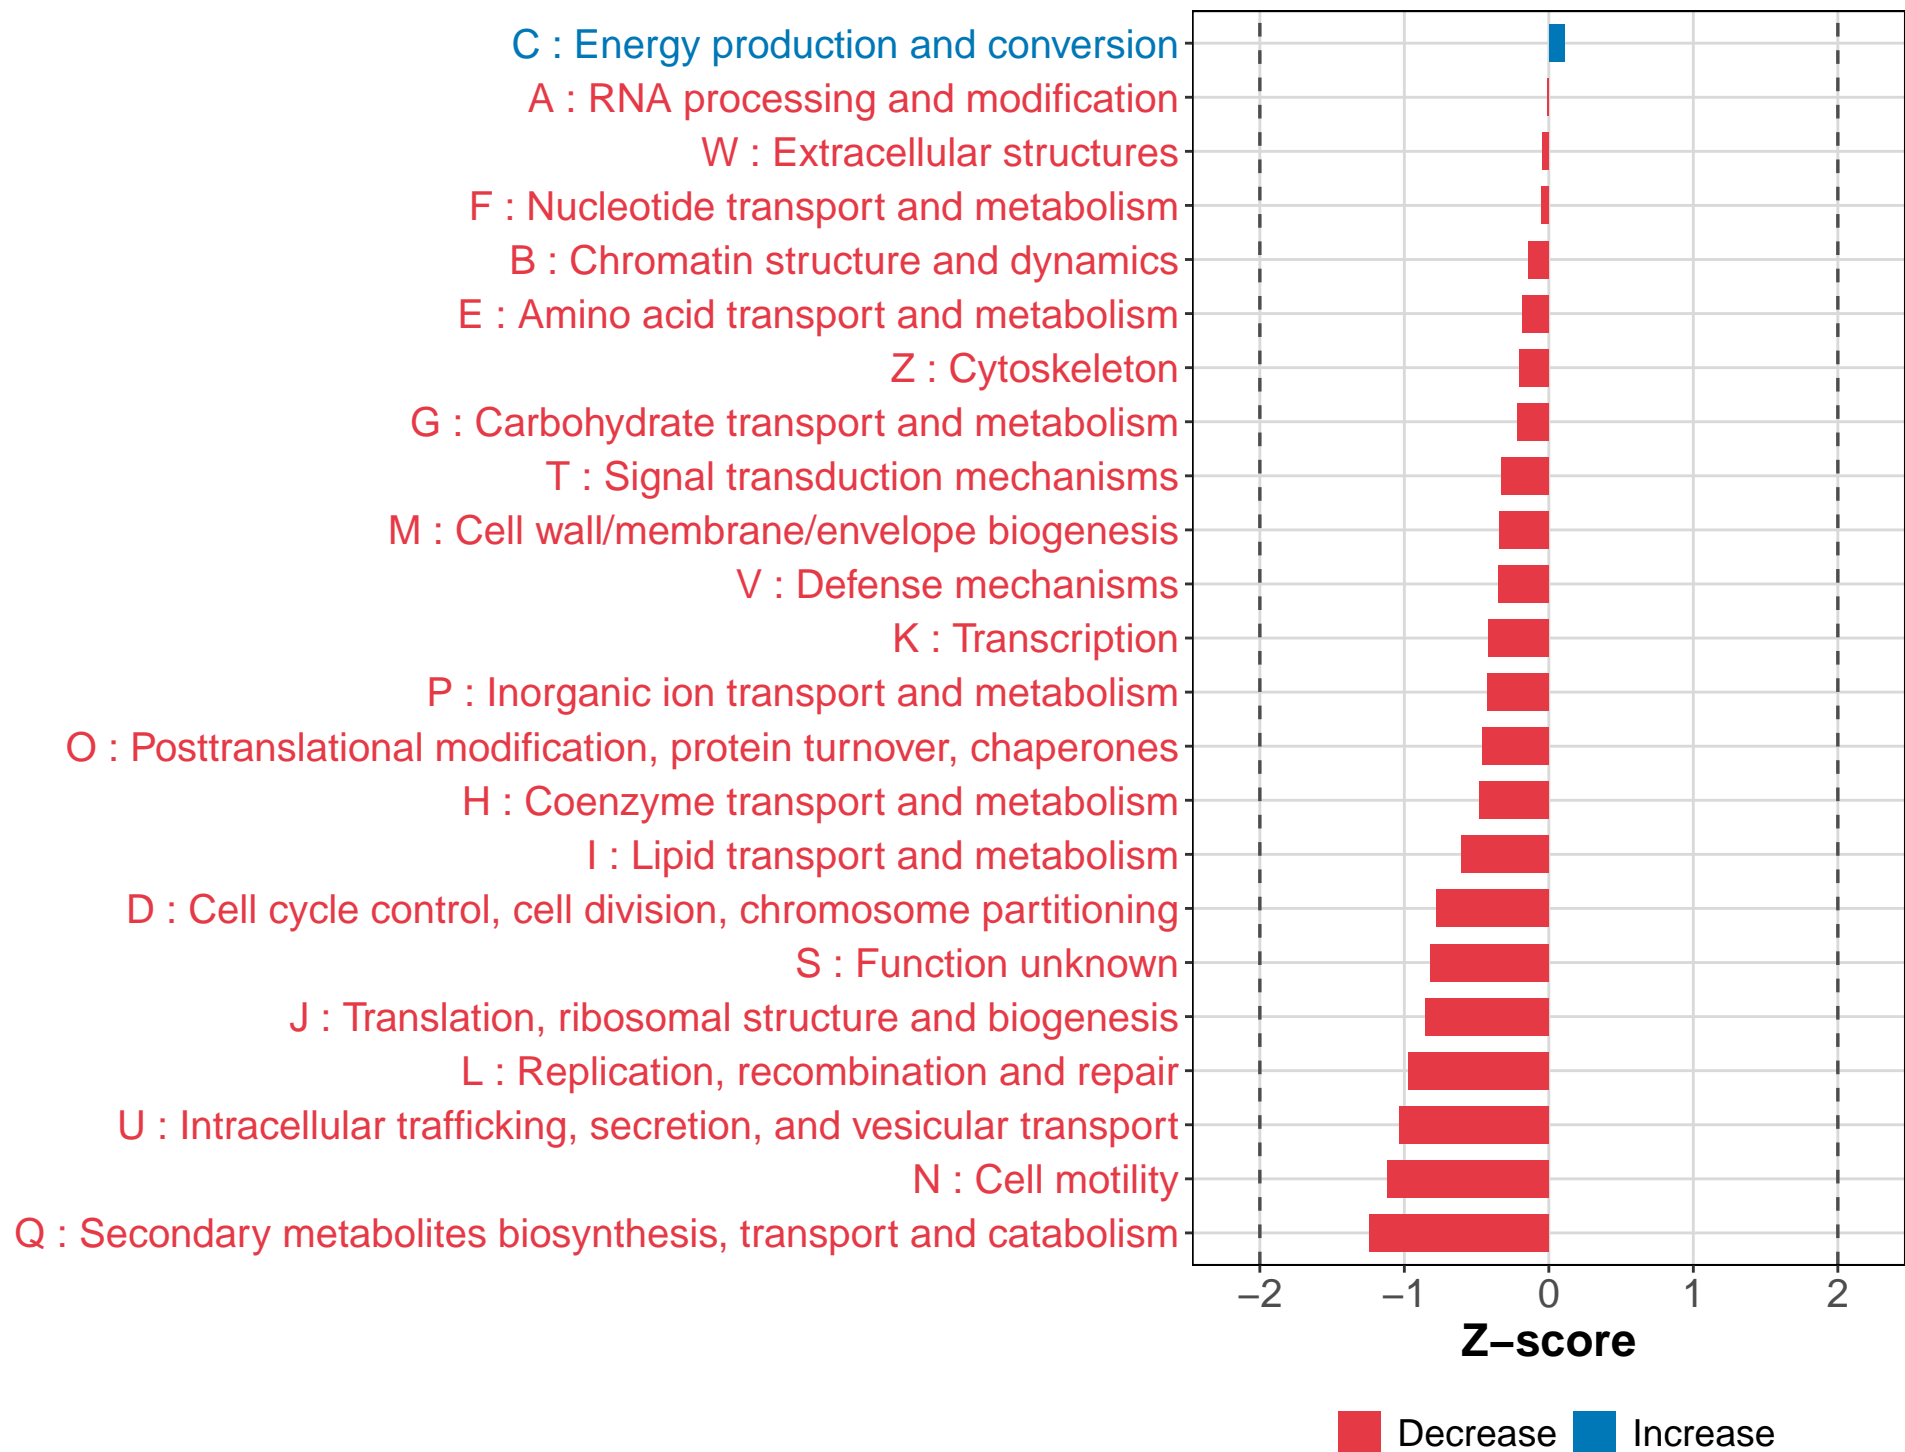 C : Energy production and conversion
A : RNA processing and modification
W : Extracellular structures
F : Nucleotide transport and metabolism
B : Chromatin structure and dynamics
E : Amino acid transport and metabolism
Z : Cytoskeleton
G : Carbohydrate transport and metabolism
T : Signal transduction mechanisms
M : Cell wall/membrane/envelope biogenesis
V : Defense mechanisms
K : Transcription
P : Inorganic ion transport and metabolism
O : Posttranslational modification, protein turnover, chaperones
H : Coenzyme transport and metabolism
I : Lipid transport and metabolism
D : Cell cycle control, cell division, chromosome partitioning
S : Function unknown
J : Translation, ribosomal structure and biogenesis
L : Replication, recombination and repair
U : Intracellular trafficking, secretion, and vesicular transport
N : Cell motility
Q : Secondary metabolites biosynthesis, transport and catabolism
−2 −1 0 1 2
Z−score
Decrease Increase